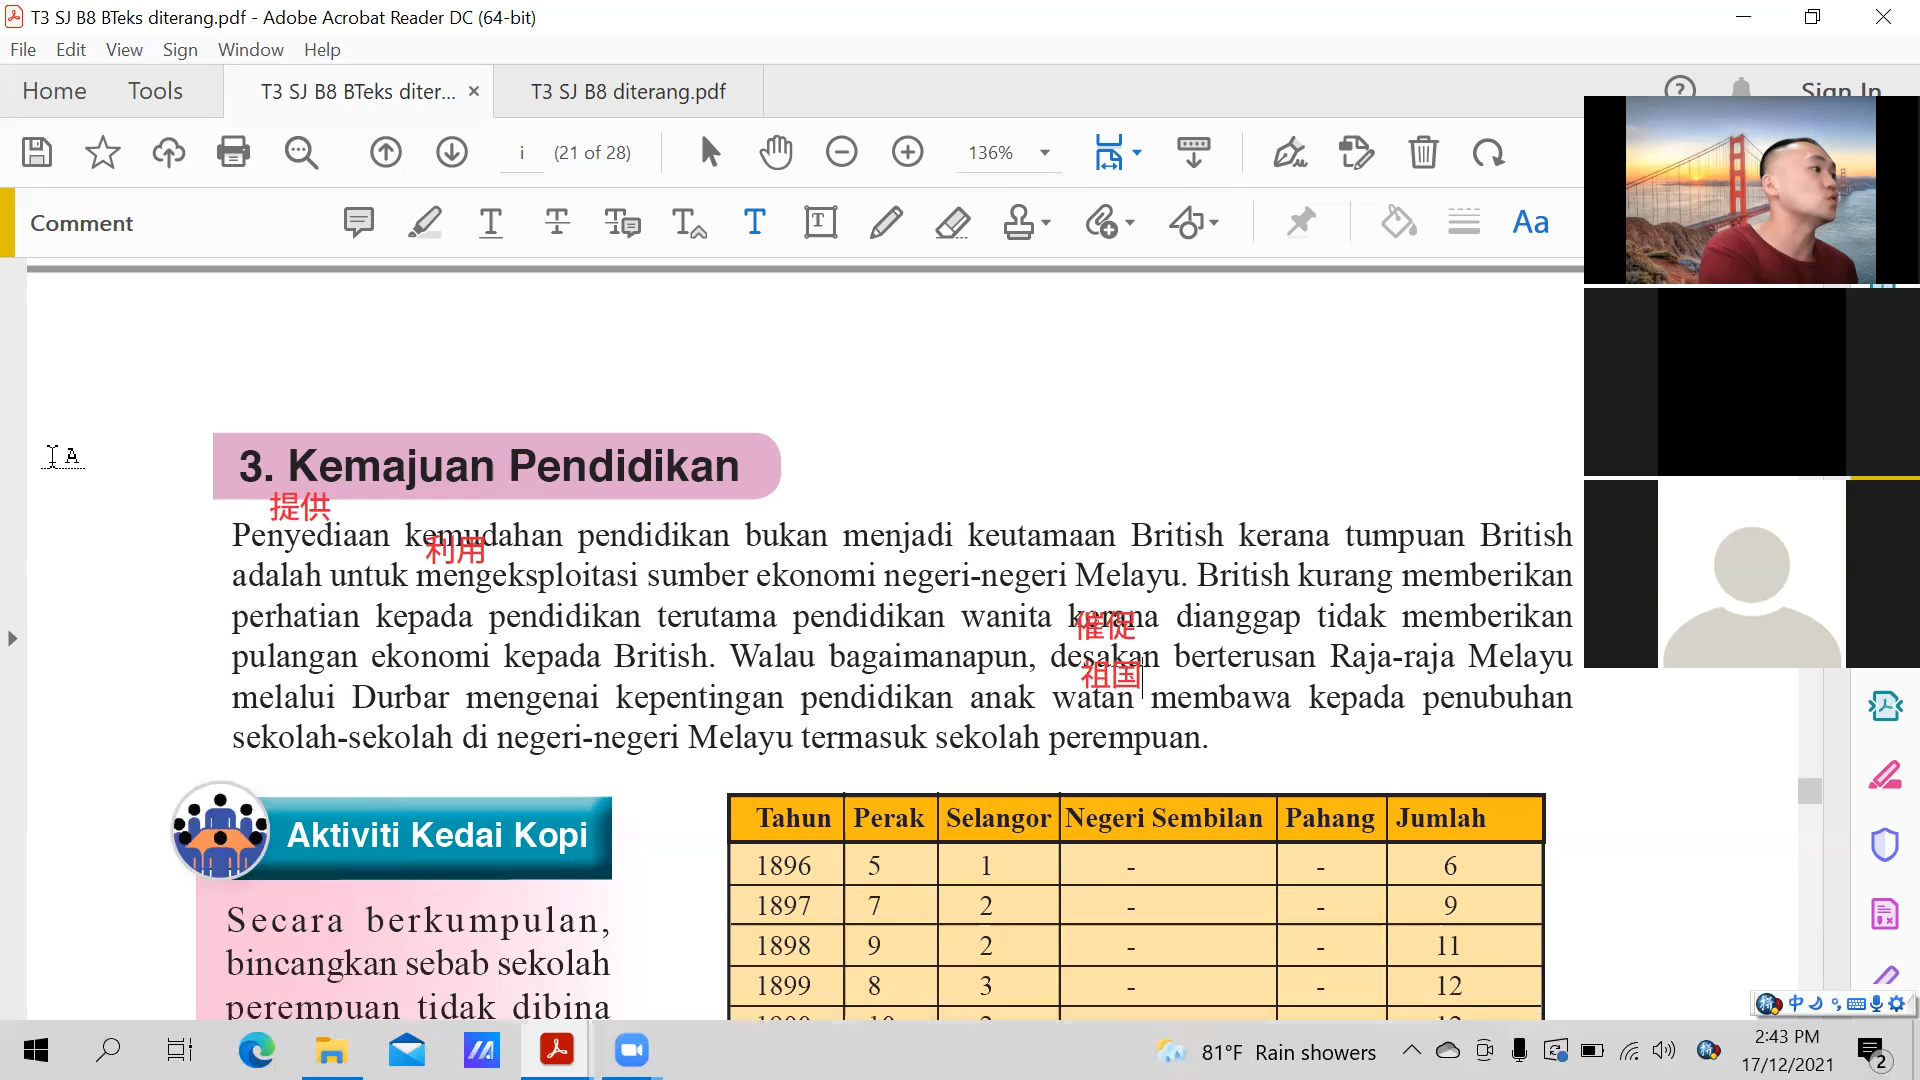 T3 SJ B8 BTeks diterang.pdf - Adobe Acrobat Reader DC (64-bit)
File Edit View Sign Window Help
Home Tools T3 SJ B8 BTeks diter... × T3 SJ B8 diterang.pdf Sign In
i (21 of 28) 136%
Comment
3. Kemajuan Pendidikan
提供
Penyediaan kemudahan pendidikan bukan menjadi keutamaan British kerana tumpuan British
利用
adalah untuk mengeksploitasi sumber ekonomi negeri-negeri Melayu. British kurang memberikan
perhatian kepada pendidikan terutama pendidikan wanita kerana dianggap tidak memberikan
催促
pulangan ekonomi kepada British. Walau bagaimanapun, desakan berterusan Raja-raja Melayu
祖国
melalui Durbar mengenai kepentingan pendidikan anak watan membawa kepada penubuhan
sekolah-sekolah di negeri-negeri Melayu termasuk sekolah perempuan.
Aktiviti Kedai Kopi
Secara berkumpulan,
bincangkan sebab sekolah
perempuan tidak dibina
Tahun Perak Selangor Negeri Sembilan Pahang Jumlah
1896 5 1 - - 6
1897 7 2 - - 9
1898 9 2 - - 11
1899 8 3 - - 12
中
81°F Rain showers
2:43 PM
17/12/2021
2